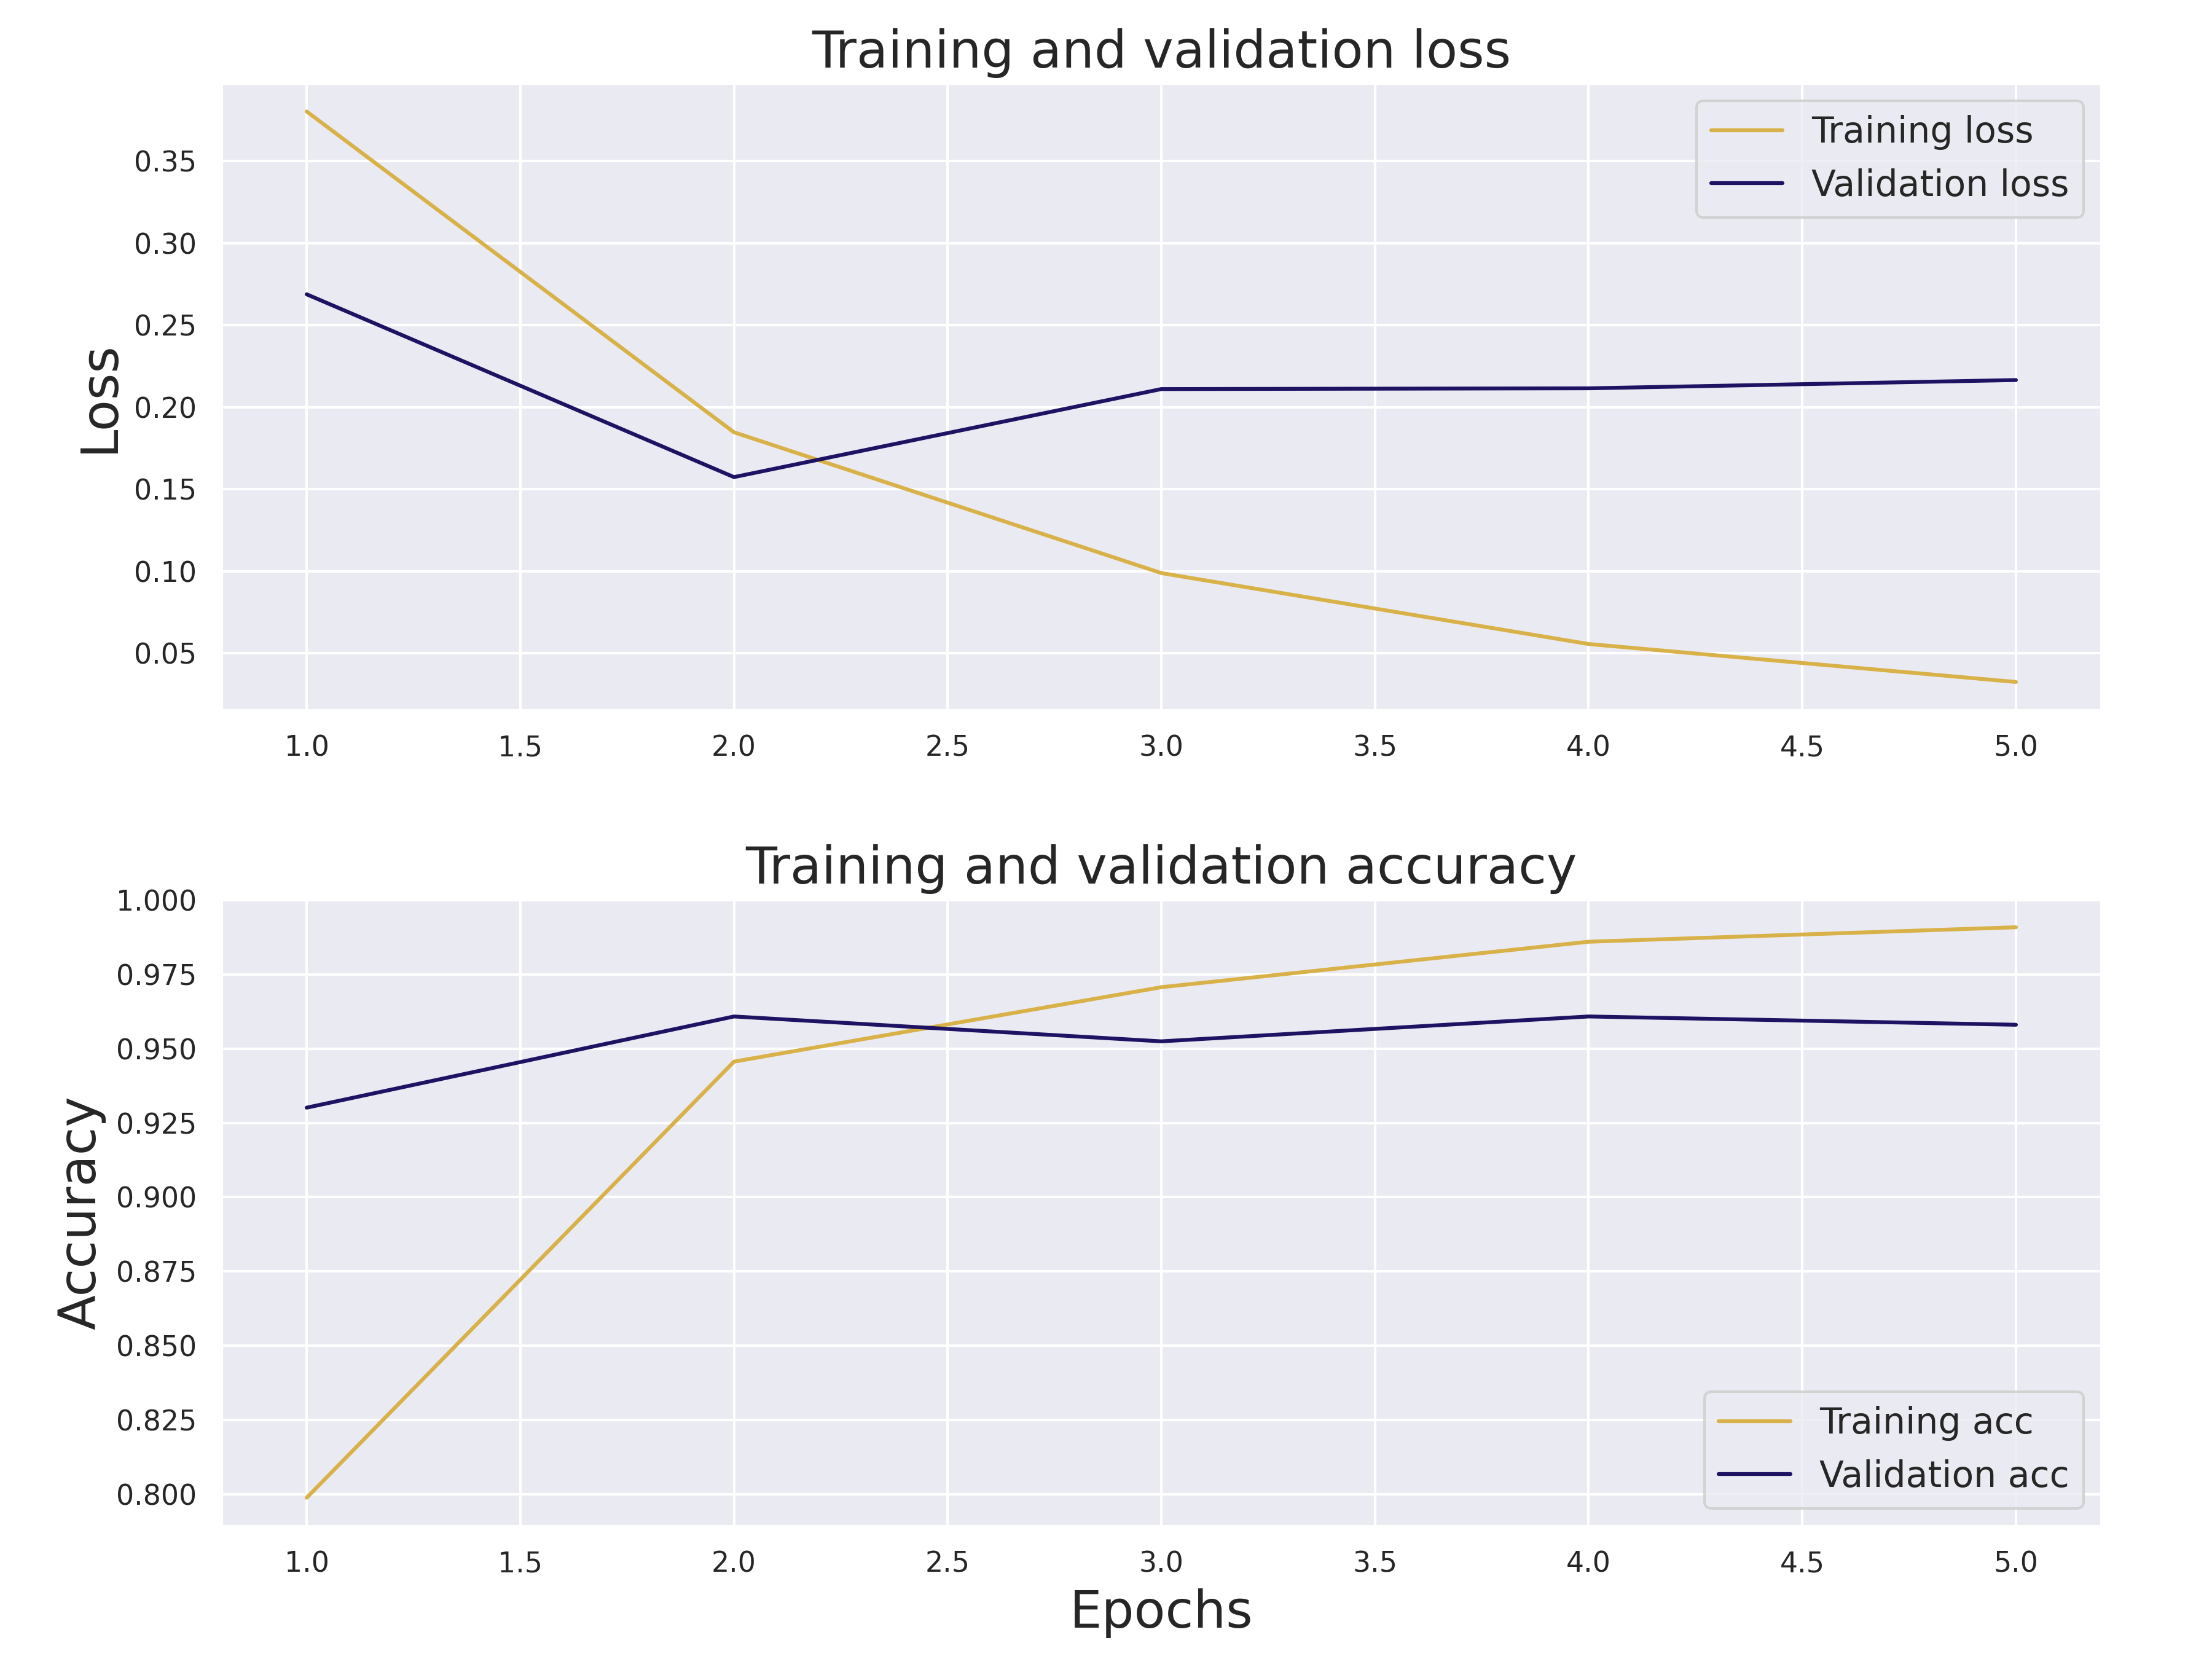 Training and validation loss
Training loss
Validation loss
Loss
0.35
0.30
0.25
0.20
0.15
0.10
0.05
1.0 1.5 2.0 2.5 3.0 3.5 4.0 4.5 5.0
Training and validation accuracy
Accuracy
1.000
0.975
0.950
0.925
0.900
0.875
0.850
0.825
0.800
Training acc
Validation acc
1.0 1.5 2.0 2.5 3.0 3.5 4.0 4.5 5.0
Epochs